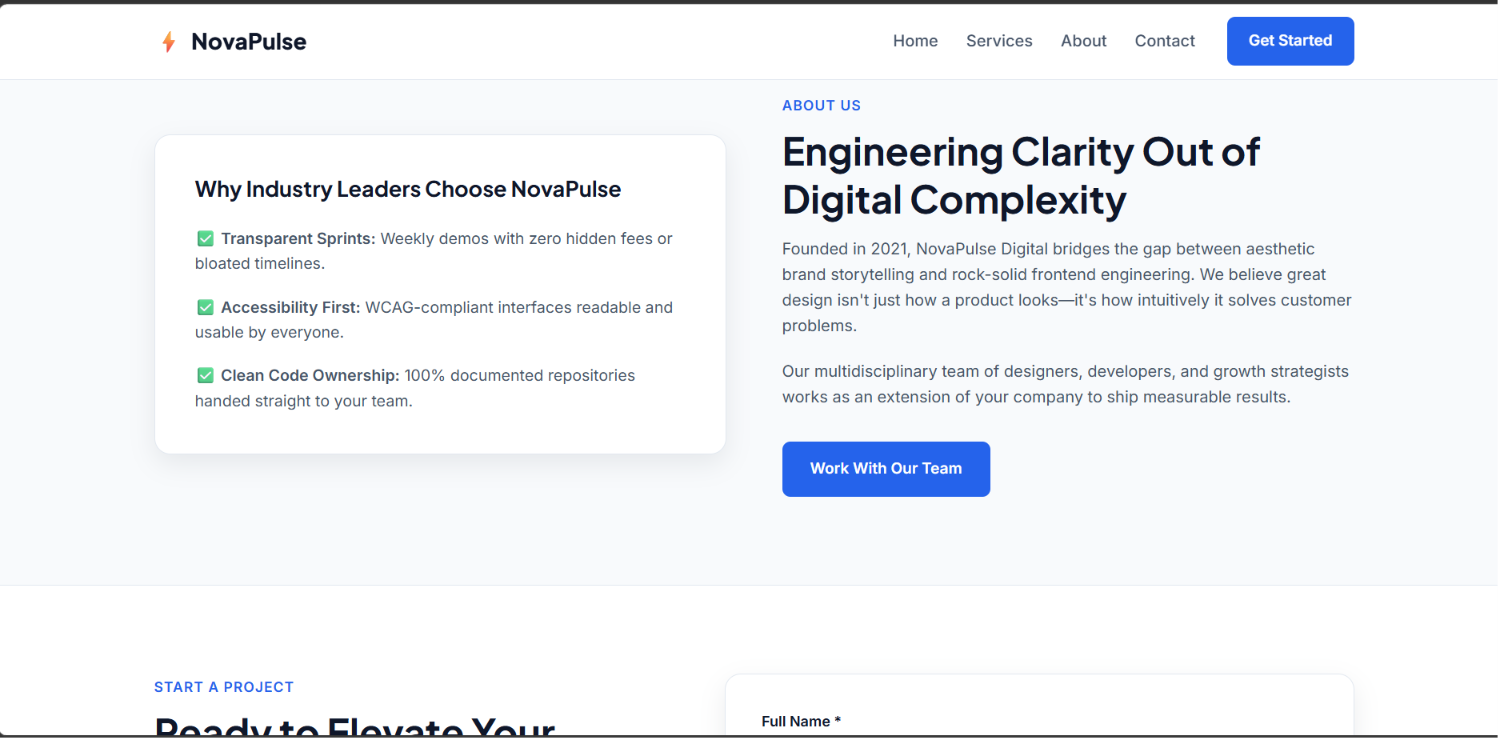 NovaPulse
Home
Services
About
Contact
Get Started
Why Industry Leaders Choose NovaPulse
Transparent Sprints: Weekly demos with zero hidden fees or
bloated timelines.
Accessibility First: WCAG-compliant interfaces readable and
usable by everyone.
Clean Code Ownership: 100% documented repositories
handed straight to your team.
ABOUT US
Engineering Clarity Out of
Digital Complexity
Founded in 2021, NovaPulse Digital bridges the gap between aesthetic
brand storytelling and rock-solid frontend engineering. We believe great
design isn't just how a product looks—it's how intuitively it solves customer
problems.
Our multidisciplinary team of designers, developers, and growth strategists
works as an extension of your company to ship measurable results.
Work With Our Team
START A PROJECT
Ready to Elevate Your
Full Name *